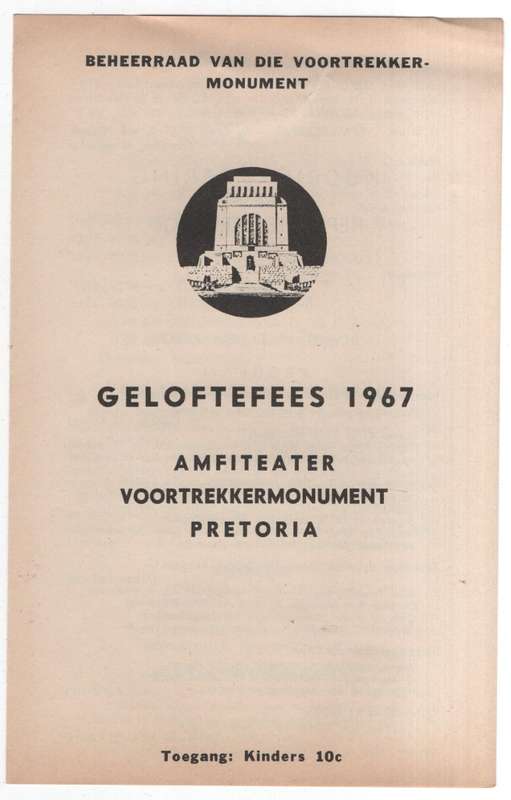 BEHEERRAAD VAN DIE VOORTREKKER-
MONUMENT
GELOFTEFEES 1967
AMFITEATER
VOORTREKKERMONUMENT
PRETORIA
Toegang: Kinders 10c